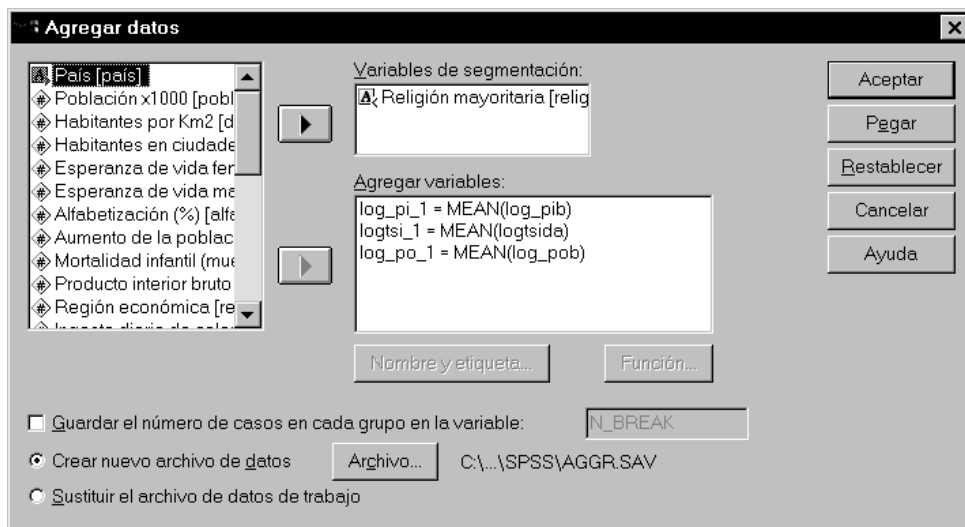 Agregar datos
País [país]
Población x1000 [pobl
Habitantes por Km2 [d
Habitantes en ciudade
Esperanza de vida fer
Esperanza de vida ma
Alfabetización (%) [alfa
Aumento de la poblac
Mortalidad infantil (mue
Producto interior bruto
Región económica [re
Variables de segmentación:
Religión mayoritaria [relig
Agregar variables:
log_pi_1 = MEAN(log_pib)
logtsi_1 = MEAN(logtsida)
log_po_1 = MEAN(log_pob)
Nombre y etiqueta...
Función...
Aceptar
Pegar
Restablecer
Cancelar
Ayuda
Guardar el número de casos en cada grupo en la variable:
N_BREAK
Crear nuevo archivo de datos
Archivo...
C:\...\SPSS\AGGR.SAV
Sustituir el archivo de datos de trabajo